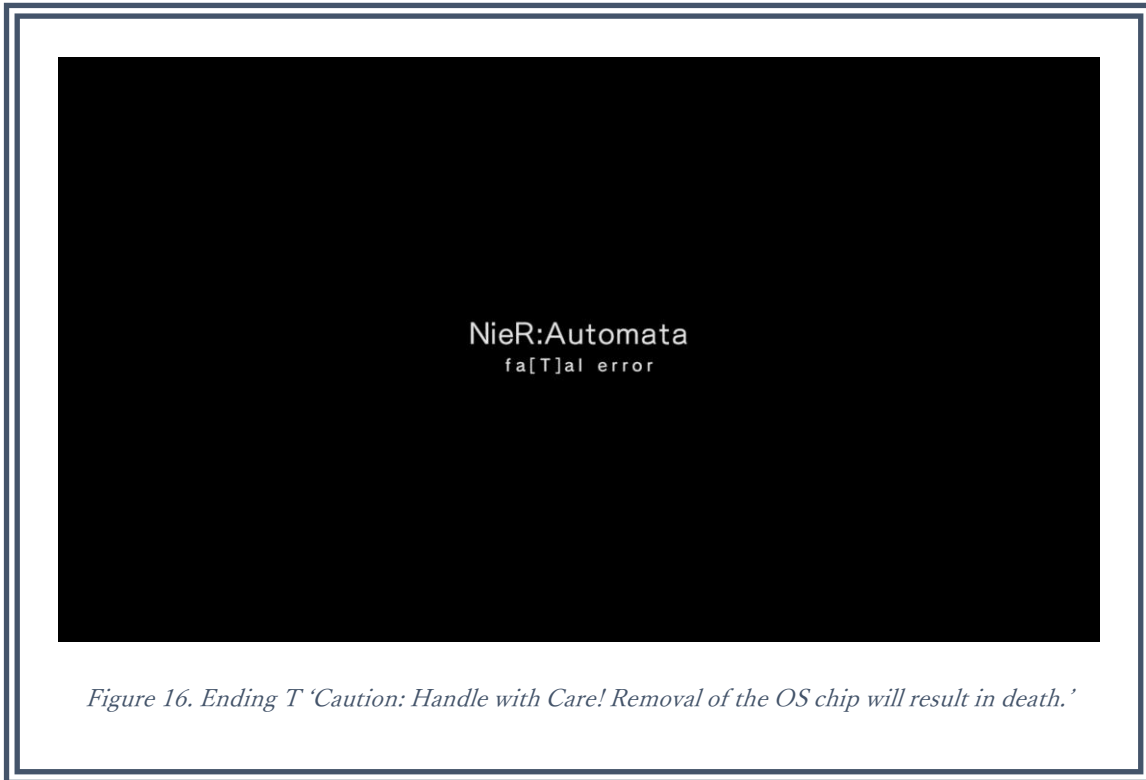 NieR:Automata
fa[T]al error
Figure 16. Ending T ‘Caution: Handle with Care! Removal of the OS chip will result in death.’